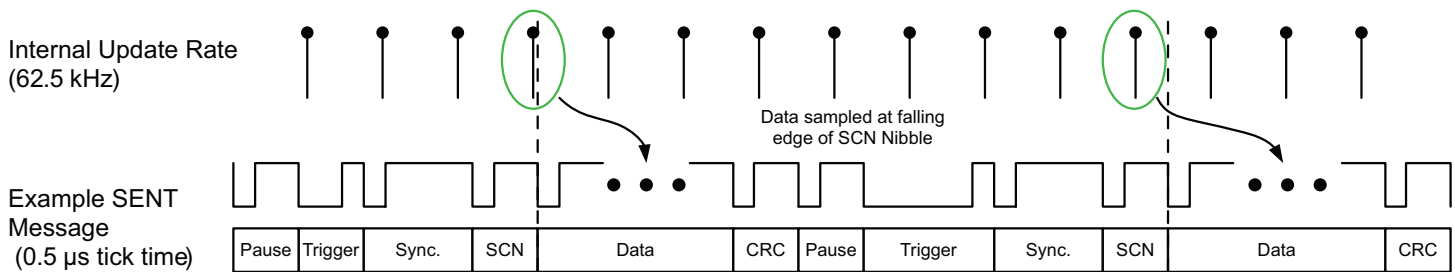 Internal Update Rate
(62.5 kHz)
Data sampled at falling
edge of SCN Nibble
Example SENT
Message
(0.5 µs tick time)
Pause Trigger Sync. SCN Data CRC Pause Trigger Sync. SCN Data CRC